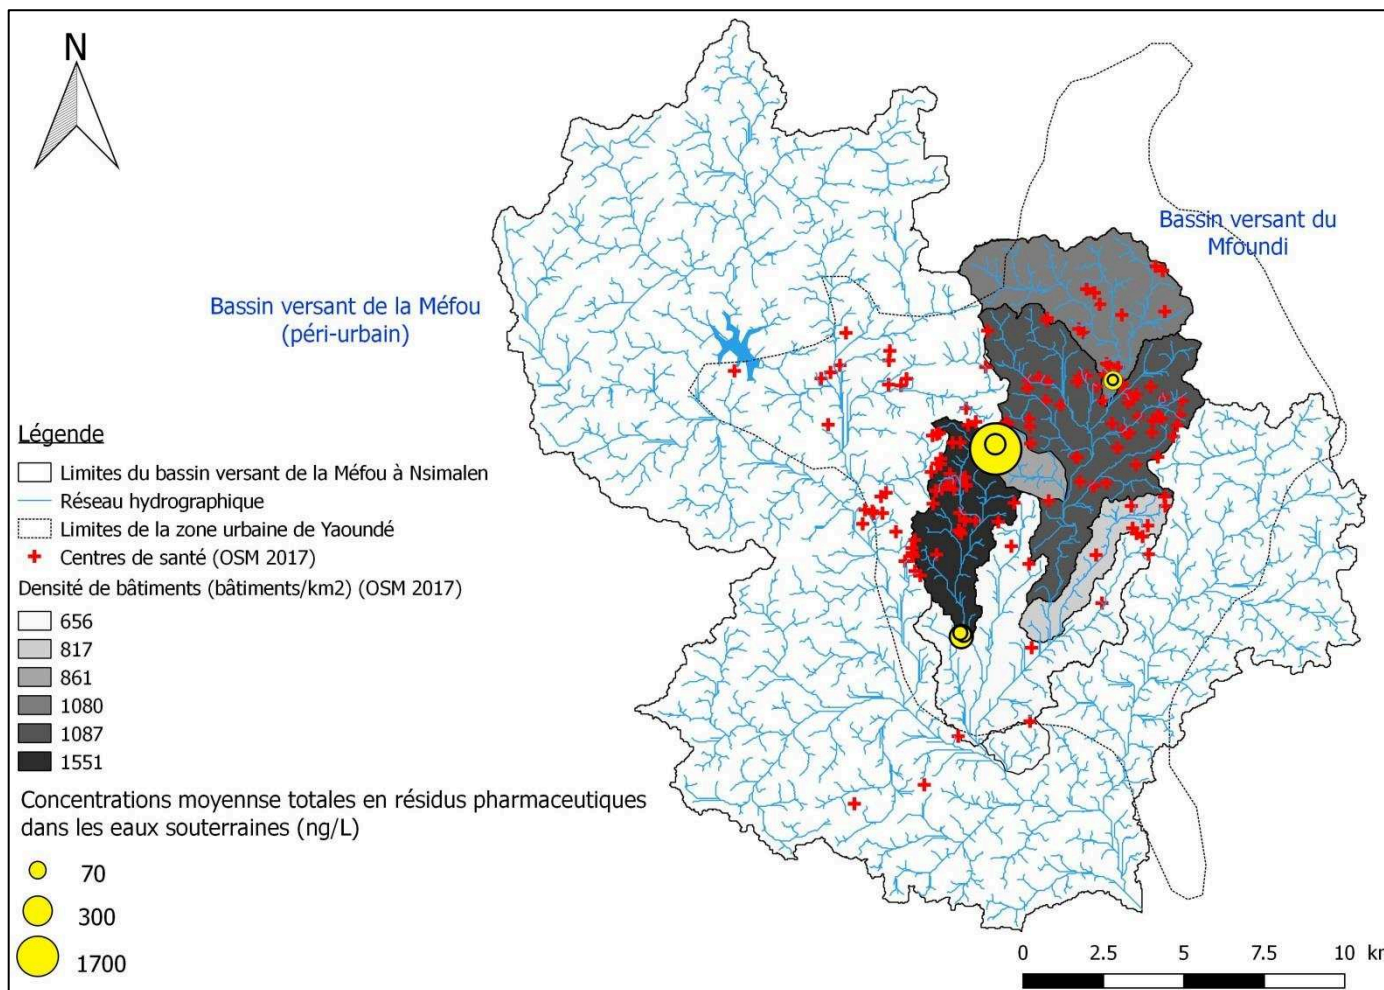 N
Bassin versant du
Mfoundi
Bassin versant de la Méfou
(péri-urbain)
Légende
Limites du bassin versant de la Méfou à Nsimalen
Réseau hydrographique
Limites de la zone urbaine de Yaoundé
Centres de santé (OSM 2017)
Densité de bâtiments (bâtiments/km2) (OSM 2017)
656
817
861
1080
1087
1551
Concentrations moyennse totales en résidus pharmaceutiques
dans les eaux souterraines (ng/L)
70
300
1700
0 2.5 5 7.5 10 km